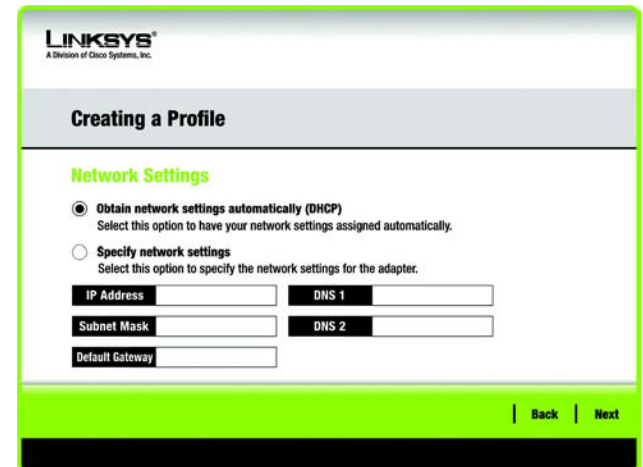 LINKSYS®
A Division of Cisco Systems, Inc.
Creating a Profile
Network Settings
Obtain network settings automatically (DHCP)
Select this option to have your network settings assigned automatically.
Specify network settings
Select this option to specify the network settings for the adapter.
IP Address DNS 1
Subnet Mask DNS 2
Default Gateway
| Back | Next